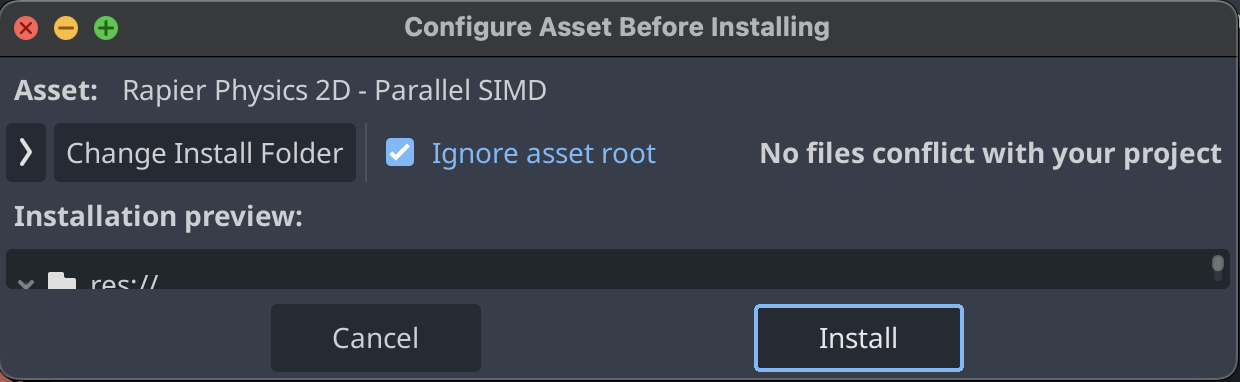 Configure Asset Before Installing
Asset: Rapier Physics 2D - Parallel SIMD
Change Install Folder Ignore asset root No files conflict with your project
Installation preview:
res://
Cancel Install